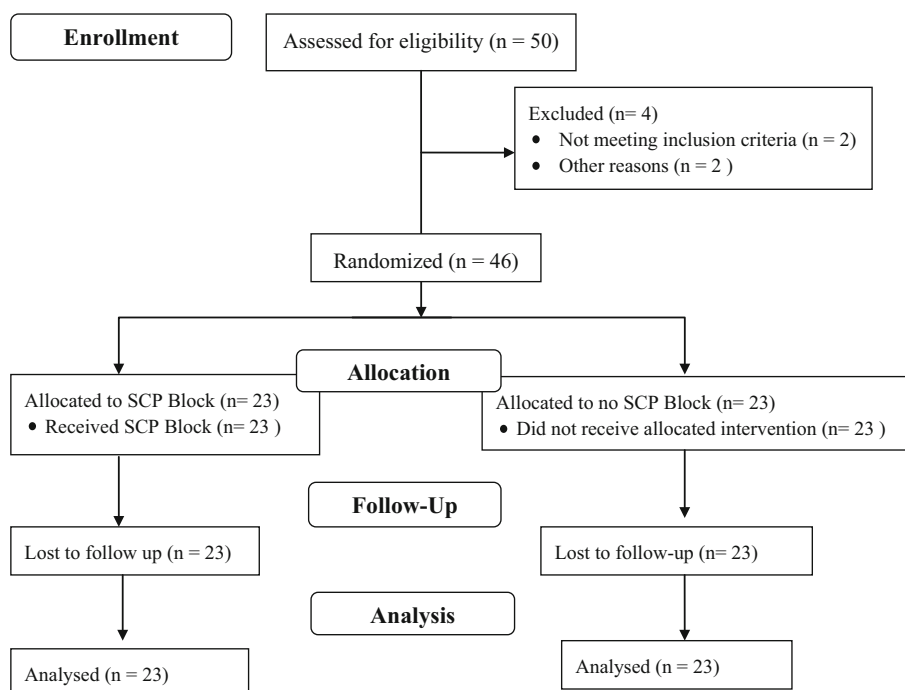 Enrollment
Assessed for eligibility (n = 50)
Excluded (n= 4)
• Not meeting inclusion criteria (n = 2)
• Other reasons (n = 2 )
Randomized (n = 46)
Allocation
Allocated to SCP Block (n= 23)
• Received SCP Block (n= 23 )
Allocated to no SCP Block (n= 23)
• Did not receive allocated intervention (n= 23 )
Follow-Up
Lost to follow up (n = 23)
Lost to follow-up (n= 23)
Analysis
Analysed (n = 23)
Analysed (n = 23)